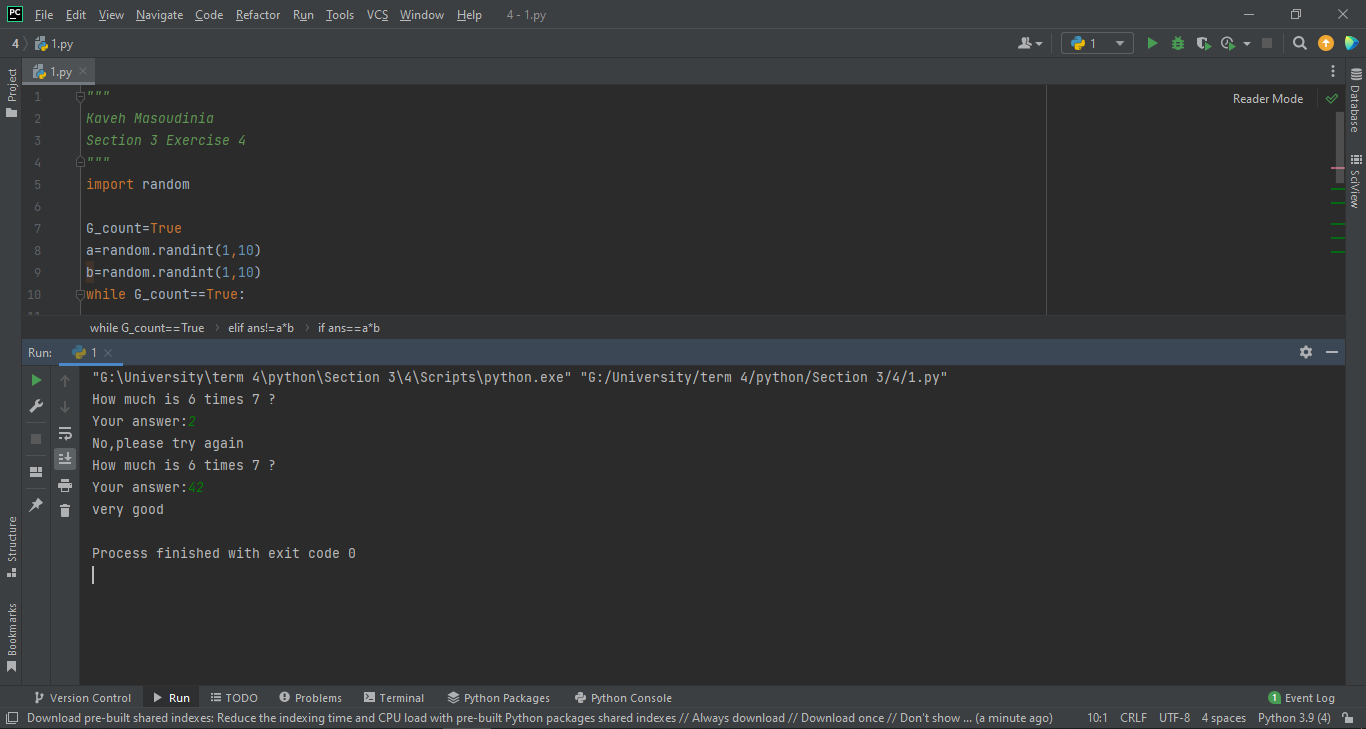 PC File Edit View Navigate Code Refactor Run Tools VCS Window Help 4 - 1.py
4 1.py 1
Project 1.py
Reader Mode
Database
SciView
1 """
2 Kaveh Masoudinia
3 Section 3 Exercise 4
4 """
5 import random
6
7 G_count=True
8 a=random.randint(1,10)
9 b=random.randint(1,10)
10 while G_count==True:
while G_count==True elif ans!=a*b if ans==a*b
Run: 1
"G:\University\term 4\python\Section 3\4\Scripts\python.exe" "G:/University/term 4/python/Section 3/4/1.py"
How much is 6 times 7 ?
Your answer:2
No,please try again
How much is 6 times 7 ?
Your answer:42
very good
Process finished with exit code 0
Structure
Bookmarks
Version Control Run TODO Problems Terminal Python Packages Python Console 1 Event Log
Download pre-built shared indexes: Reduce the indexing time and CPU load with pre-built Python packages shared indexes // Always download // Download once // Don't show ... (a minute ago) 10:1 CRLF UTF-8 4 spaces Python 3.9 (4)